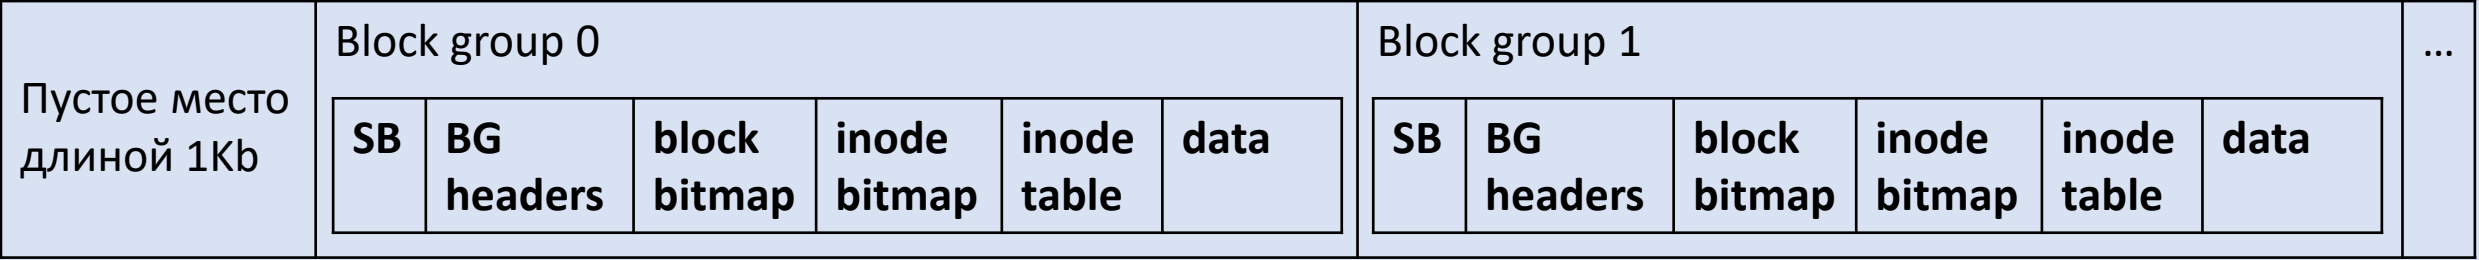 Пустое место
длиной 1Kb
Block group 0
SB
BG
headers
block
bitmap
inode
bitmap
inode
table
data
Block group 1
SB
BG
headers
block
bitmap
inode
bitmap
inode
table
data
...